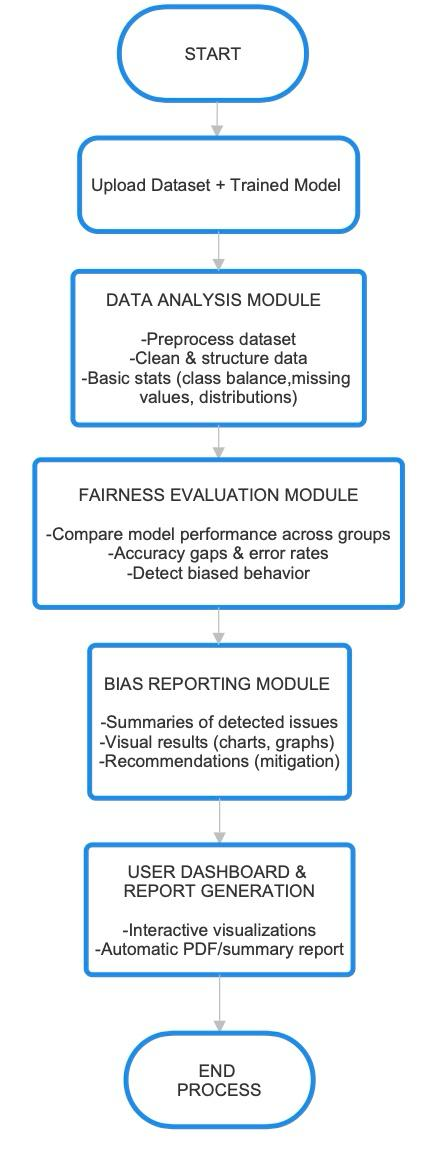 START
Upload Dataset + Trained Model
DATA ANALYSIS MODULE
-Preprocess dataset
-Clean & structure data
-Basic stats (class balance,missing
values, distributions)
FAIRNESS EVALUATION MODULE
-Compare model performance across groups
-Accuracy gaps & error rates
-Detect biased behavior
BIAS REPORTING MODULE
-Summaries of detected issues
-Visual results (charts, graphs)
-Recommendations (mitigation)
USER DASHBOARD &
REPORT GENERATION
-Interactive visualizations
-Automatic PDF/summary report
END
PROCESS